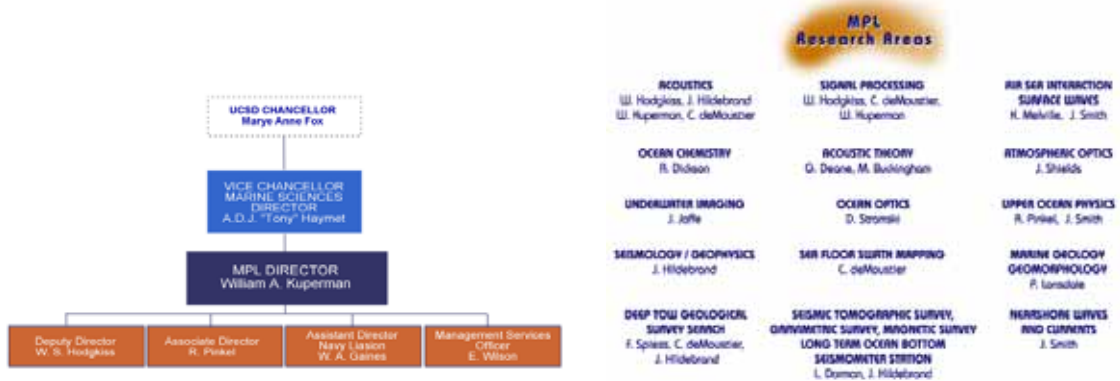 UCSD CHANCELLOR
Marye Anne Fox
VICE CHANCELLOR
MARINE SCIENCES
DIRECTOR
A.D.J. "Tony" Haymet
MPL DIRECTOR
William A. Kuperman
Deputy Director
W. S. Hodgkiss
Associate Director
R. Pinkel
Assistant Director
Navy Liasion
W. A. Gaines
Management Services
Officer
E. Wilson
MPL
Research Areas
ACOUSTICS
W. Hodgkiss, J. Hildebrand
W. Kuperman, C. deMoustier
SIGNAL PROCESSING
W. Hodgkiss, C. deMoustier,
W. Kuperman
AIR SEA INTERACTION
SURFACE WAVES
K. Melville, J. Smith
OCEAN CHEMISTRY
A. Dickson
ACOUSTIC THEORY
G. Deane, M. Buckingham
ATMOSPHERIC OPTICS
J. Shields
UNDERWATER IMAGING
J. Jaffe
OCEAN OPTICS
D. Stramski
UPPER OCEAN PHYSICS
R. Pinkel, J. Smith
SEISMOLOGY / GEOPHYSICS
J. Hildebrand
SEA FLOOR SWATH MAPPING
C. deMoustier
MARINE GEOLOGY
GEOMORPHOLOGY
P. Lonsdale
DEEP TOW GEOLOGICAL
SURVEY SEARCH
F. Spiess, C. deMoustier,
J. Hildebrand
SEISMIC TOMOGRAPHIC SURVEY,
GRAVIMETRIC SURVEY, MAGNETIC SURVEY
LONG TERM OCEAN BOTTOM
SEISMOMETER STATION
L. Dorman, J. Hildebrand
NEARSHORE WAVES
AND CURRENTS
J. Smith